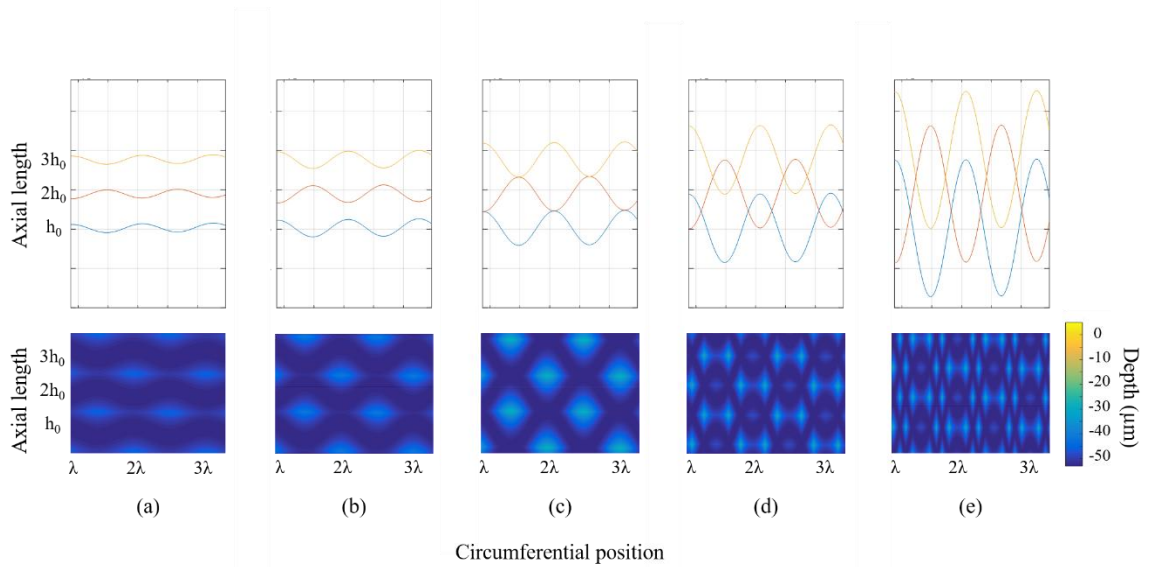 Axial length
3h₀
2h₀
h₀
Axial length
3h₀
2h₀
h₀
λ 2λ 3λ
λ 2λ 3λ
λ 2λ 3λ
λ 2λ 3λ
λ 2λ 3λ
0
-10
-20
-30
-40
-50
Depth (μm)
(a) (b) (c) (d) (e)
Circumferential position